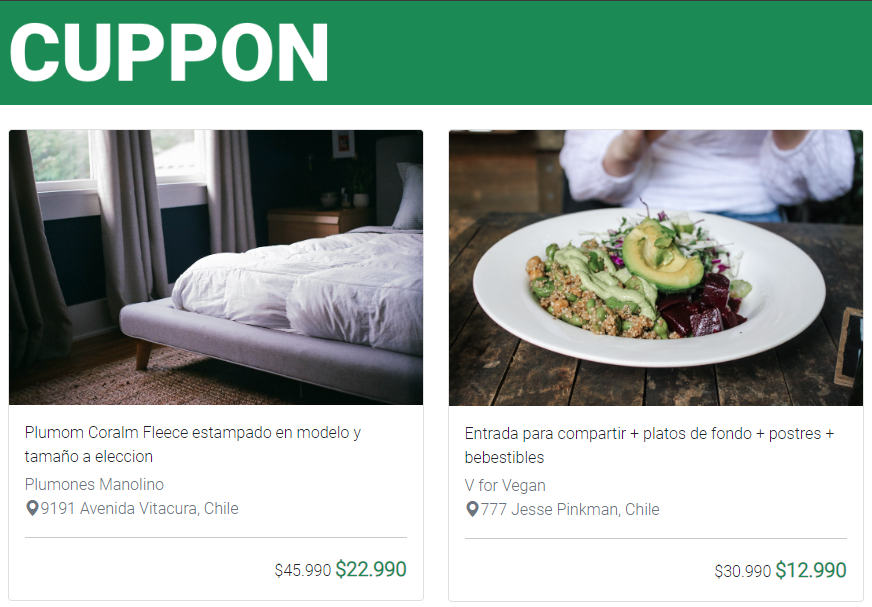 CUPPON
Plumom Coralm Fleece estampado en modelo y
tamaño a eleccion
Plumones Manolino
9191 Avenida Vitacura, Chile
$45.990 $22.990
Entrada para compartir + platos de fondo + postres +
bebestibles
V for Vegan
777 Jesse Pinkman, Chile
$30.990 $12.990